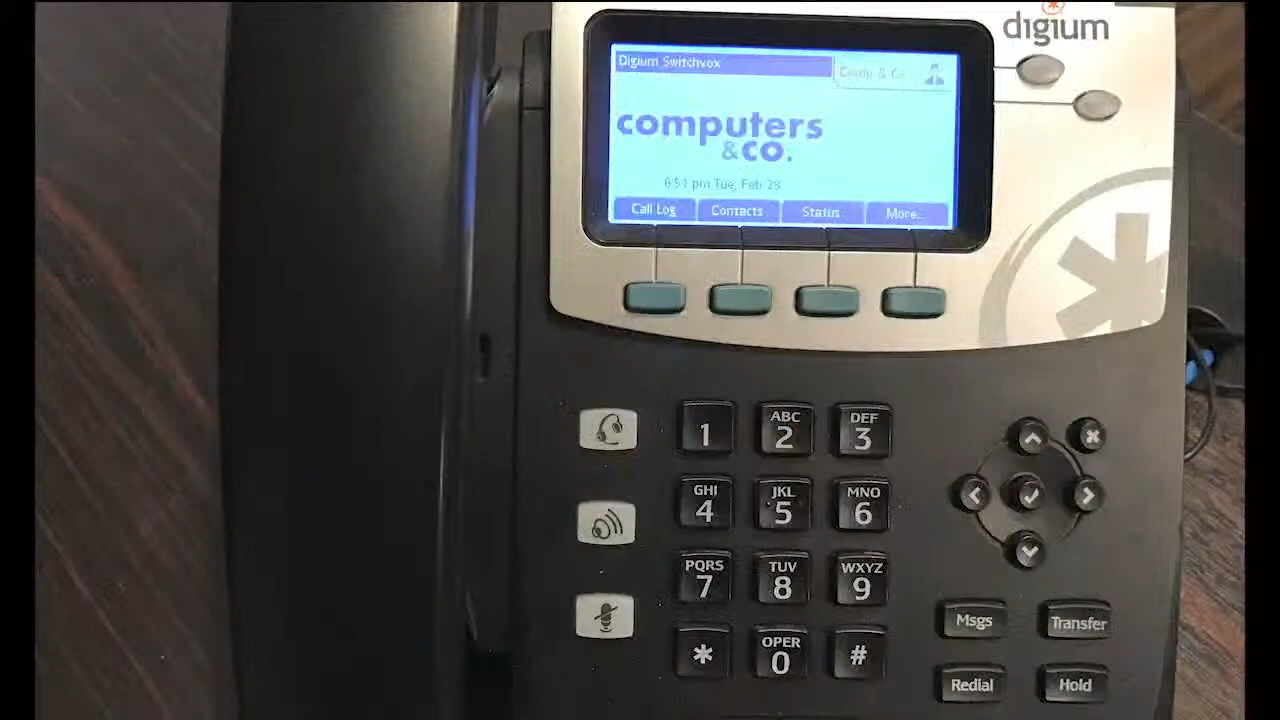 digium
Digium Switchvox
Comp & Co
computers
&co.
6:51 pm Tue, Feb 28
Call Log
Contacts
Status
More...
1
ABC
2
DEF
3
GHI
4
JKL
5
MNO
6
PQRS
7
TUV
8
WXYZ
9
*
OPER
0
#
Msgs
Transfer
Redial
Hold